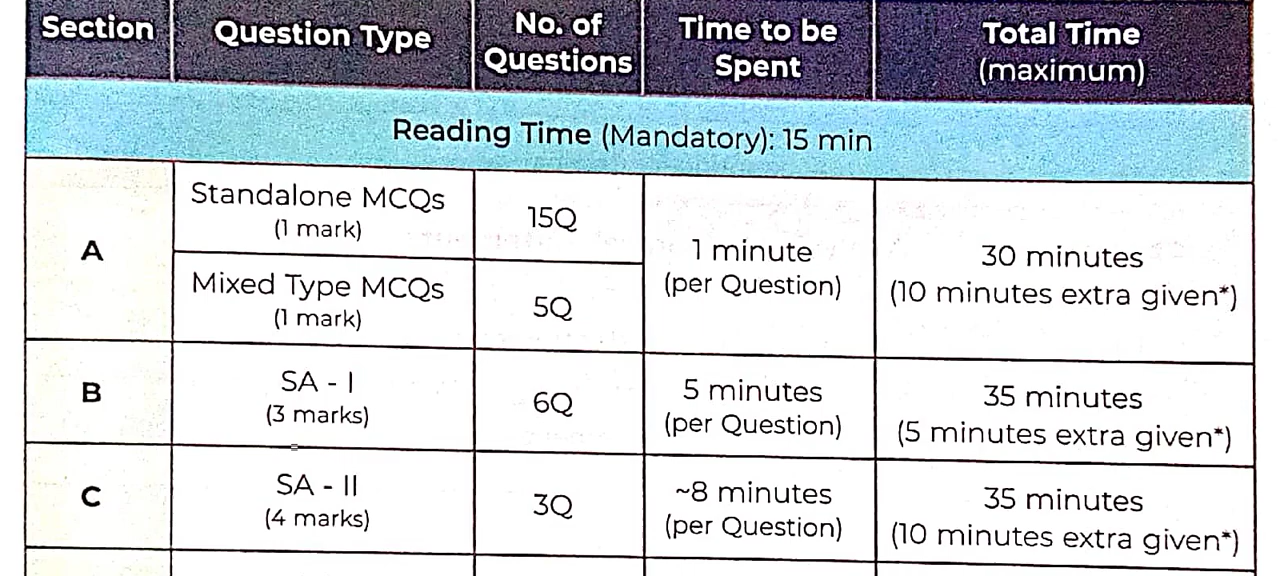 Section
Question Type
No. of
Questions
Time to be
Spent
Total Time
(maximum)
Reading Time (Mandatory): 15 min
A
Standalone MCQs
(1 mark)
15Q
Mixed Type MCQs
(1 mark)
5Q
1 minute
(per Question)
30 minutes
(10 minutes extra given*)
B
SA - I
(3 marks)
6Q
5 minutes
(per Question)
35 minutes
(5 minutes extra given*)
C
SA - II
(4 marks)
3Q
~8 minutes
(per Question)
35 minutes
(10 minutes extra given*)